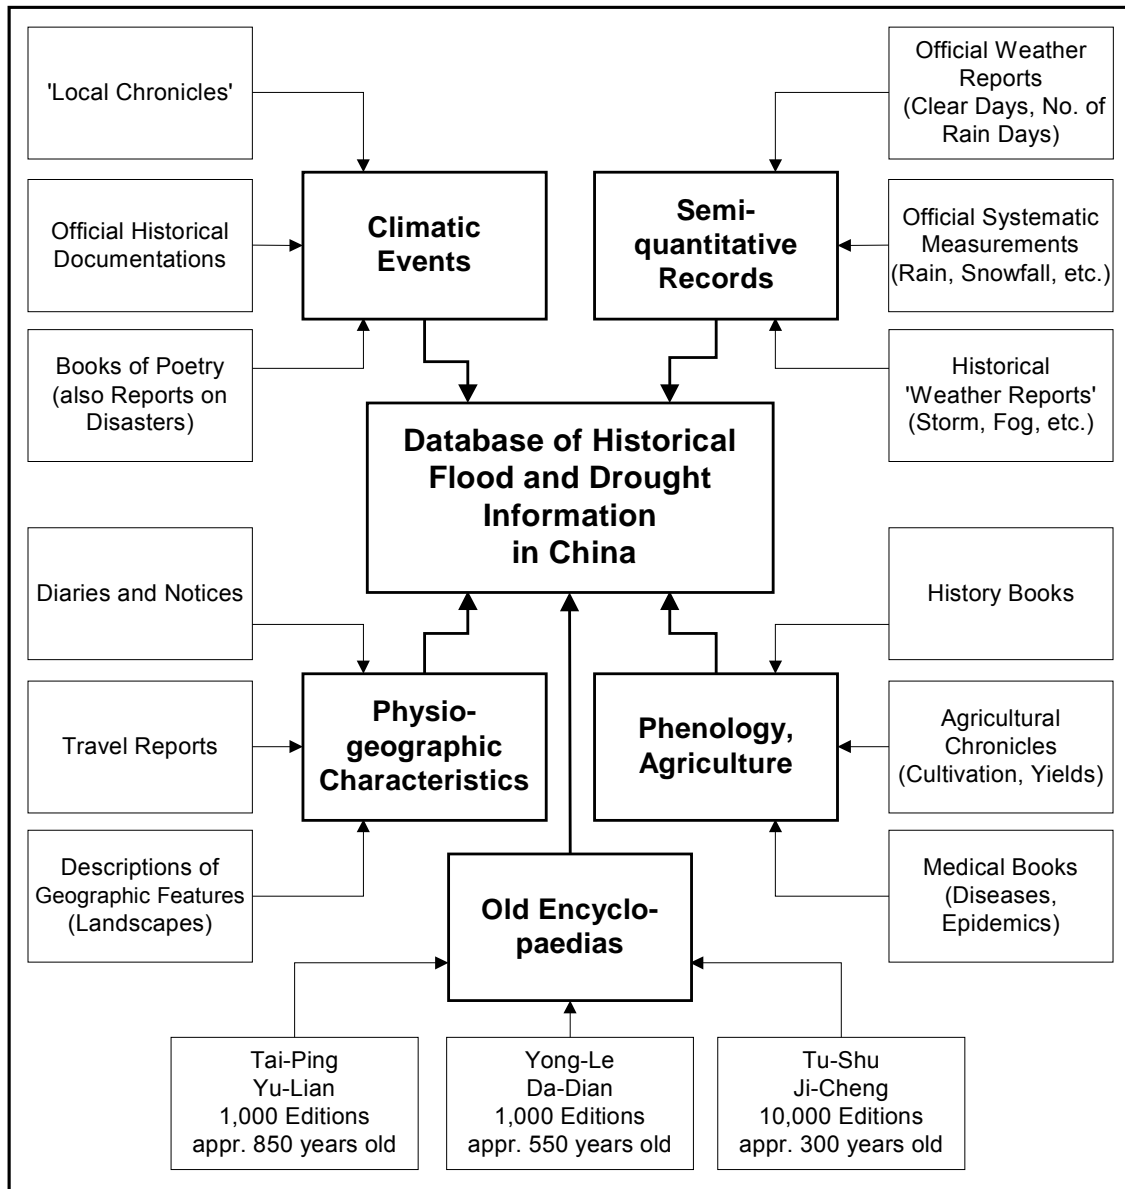 'Local Chronicles'
Official Historical
Documentations
Books of Poetry
(also Reports on
Disasters)
Climatic
Events
Semi-
quantitative
Records
Official Weather
Reports
(Clear Days, No. of
Rain Days)
Official Systematic
Measurements
(Rain, Snowfall, etc.)
Historical
'Weather Reports'
(Storm, Fog, etc.)
Database of Historical
Flood and Drought
Information
in China
Diaries and Notices
Travel Reports
Descriptions of
Geographic Features
(Landscapes)
Physio-
geographic
Characteristics
Phenology,
Agriculture
History Books
Agricultural
Chronicles
(Cultivation, Yields)
Medical Books
(Diseases,
Epidemics)
Old Encyclo-
paedias
Tai-Ping
Yu-Lian
1,000 Editions
appr. 850 years old
Yong-Le
Da-Dian
1,000 Editions
appr. 550 years old
Tu-Shu
Ji-Cheng
10,000 Editions
appr. 300 years old